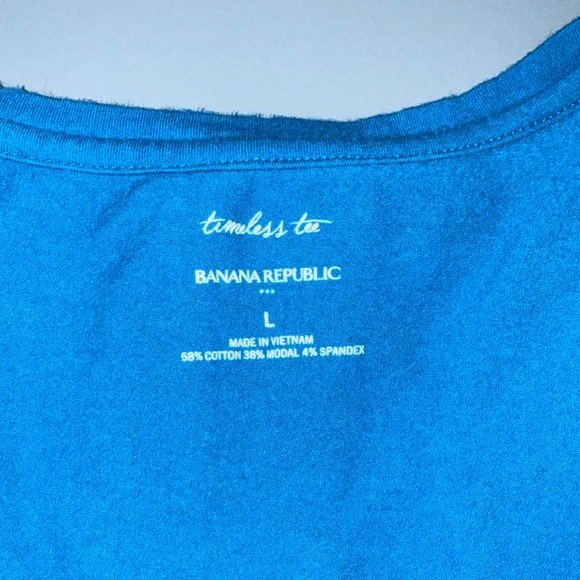 timeless tee
BANANA REPUBLIC
L
MADE IN VIETNAM
58% COTTON 38% MODAL 4% SPANDEX